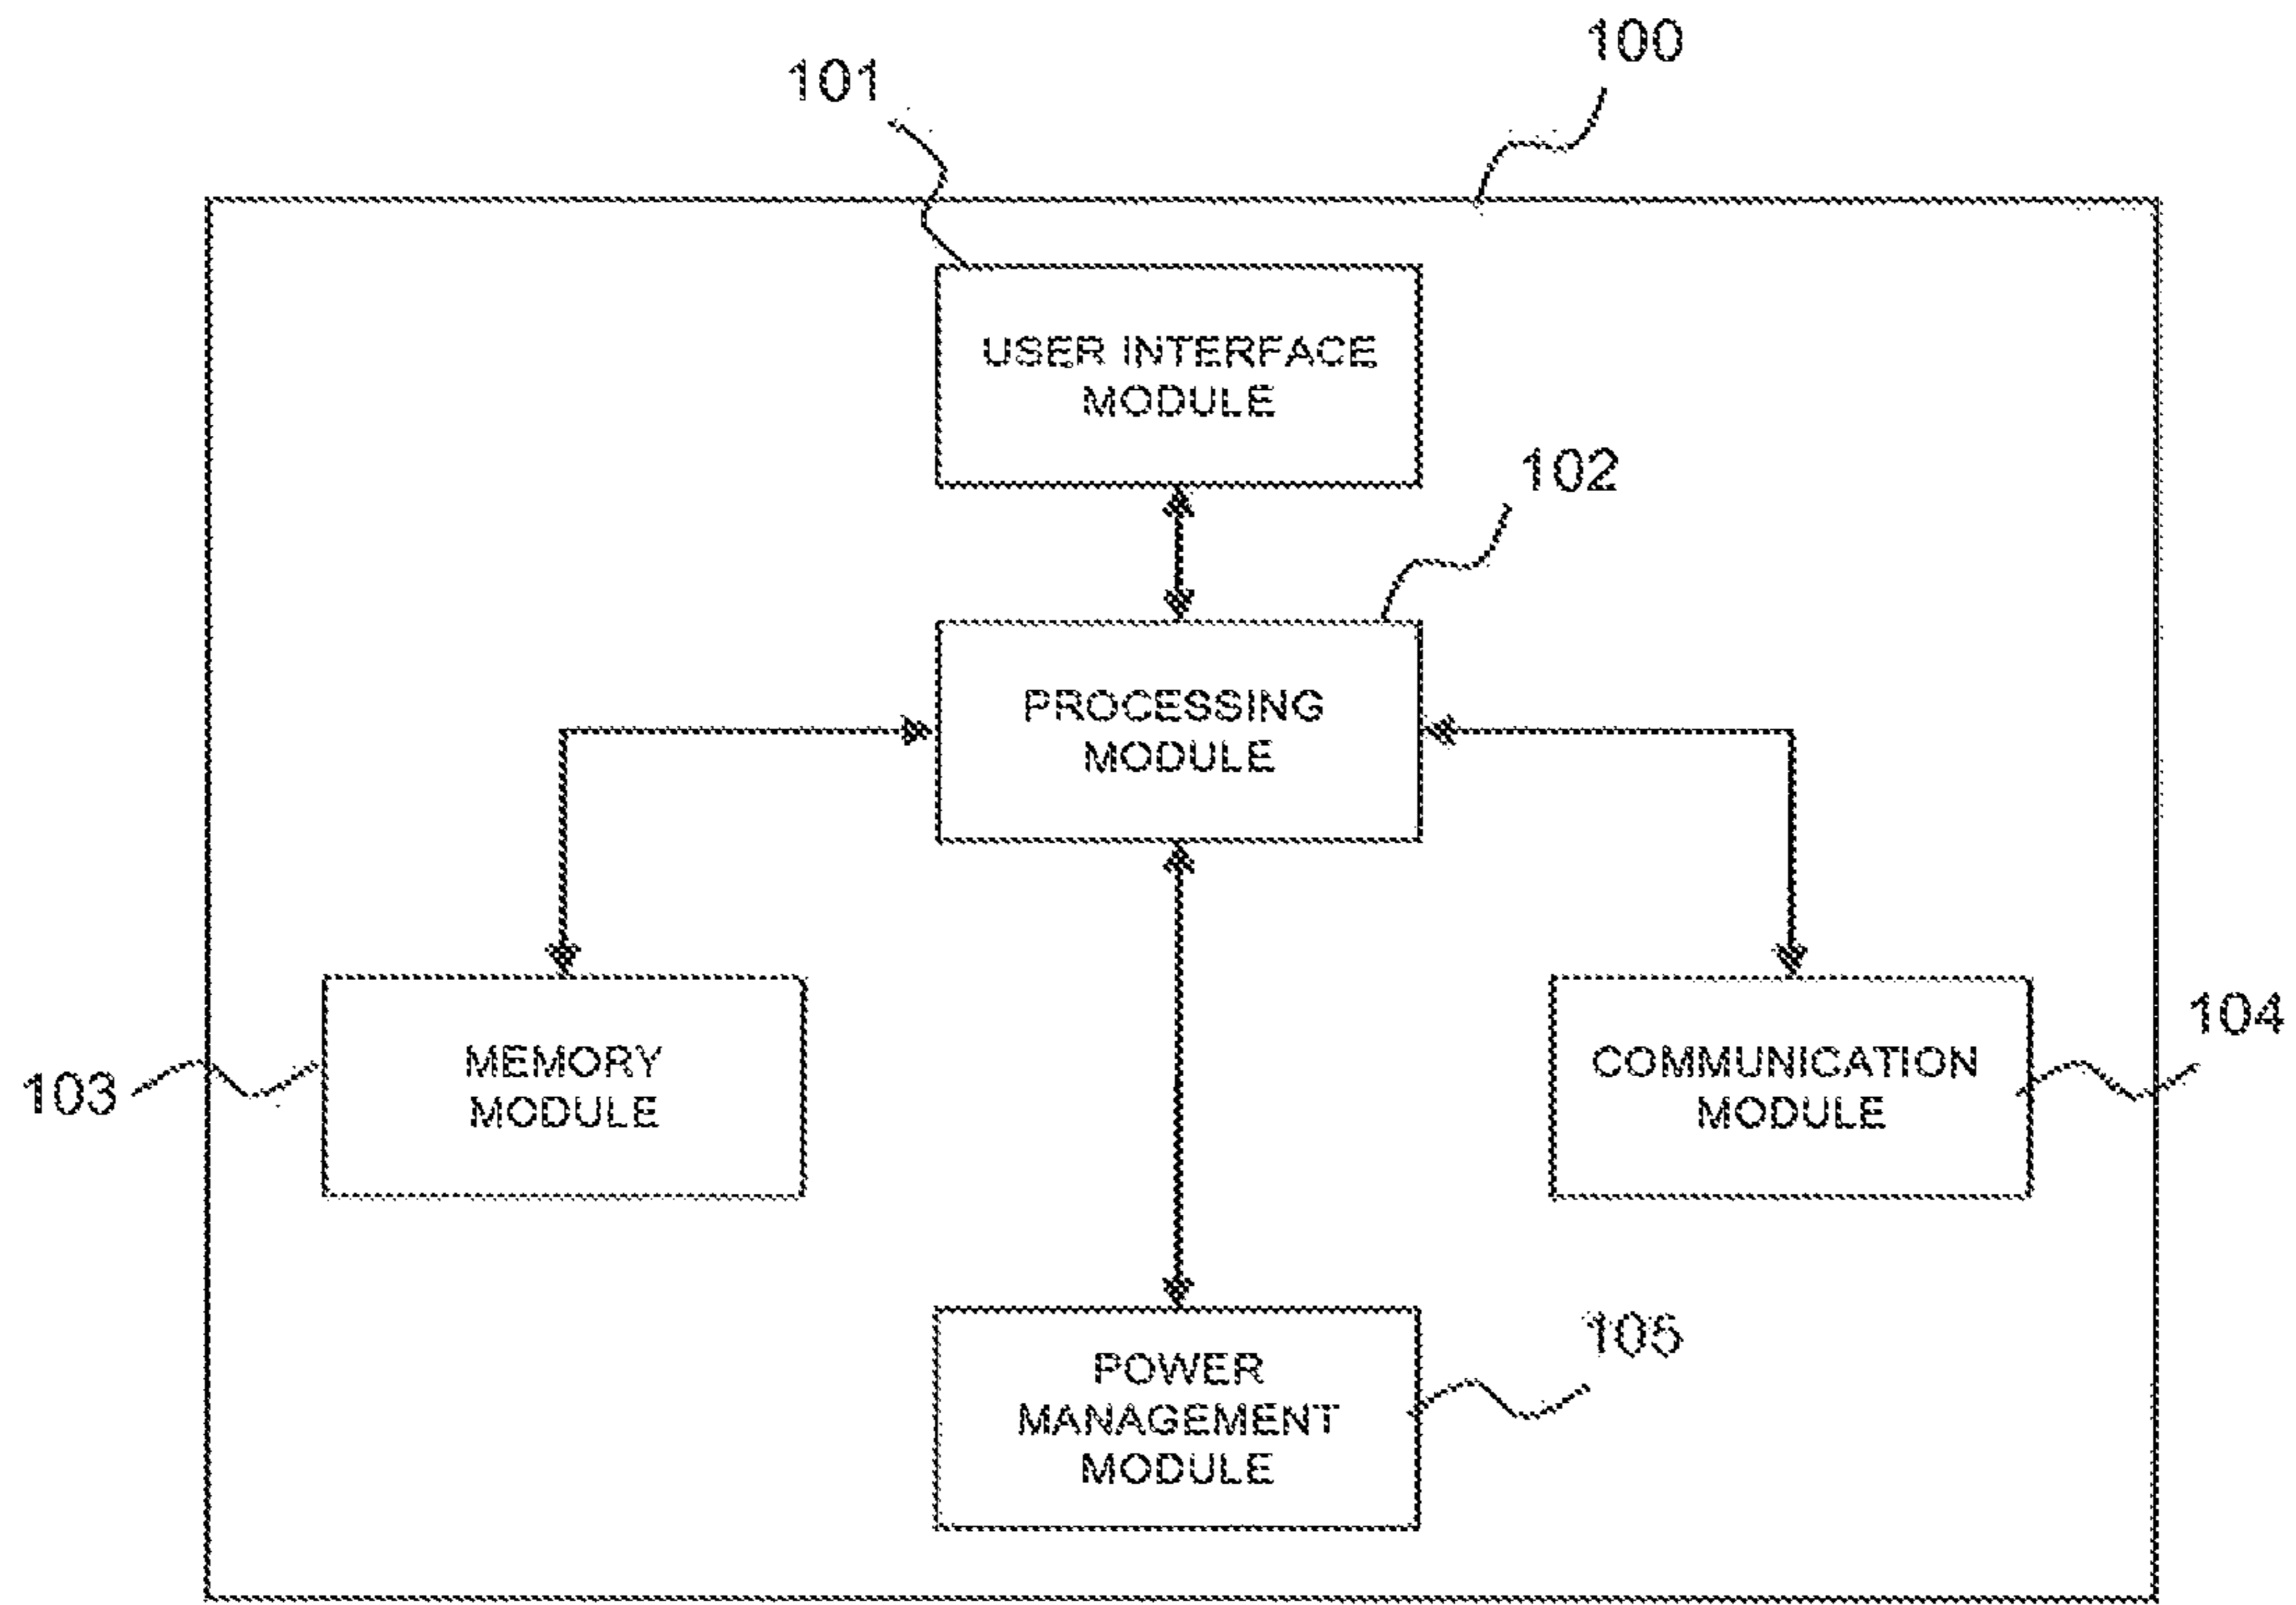 100
101
USER INTERFACE
MODULE
102
PROCESSING
MODULE
MEMORY
MODULE
103
COMMUNICATION
MODULE
104
POWER
MANAGEMENT
MODULE
105